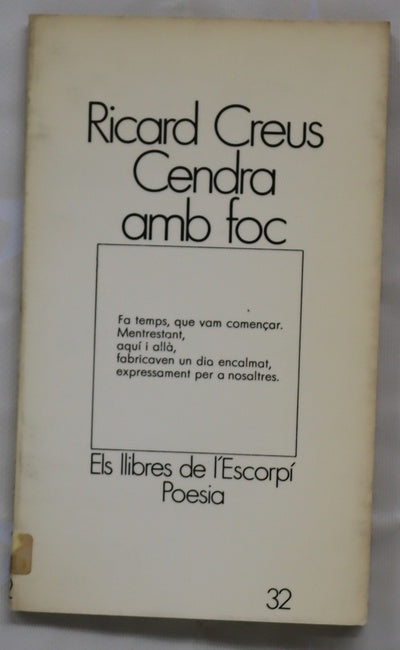 Ricard Creus
Cendra
amb foc
Fa temps, que vam començar.
Mentrestant,
aquí i allà,
fabricaven un dia encalmat,
expressament per a nosaltres.
Els llibres de l'Escorpí
Poesia
32